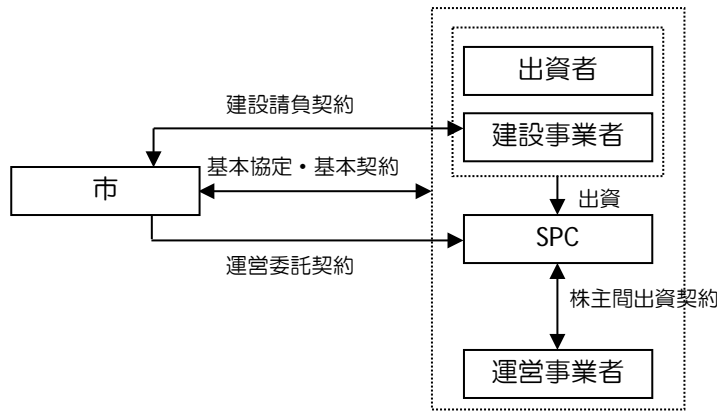 出資者
建設請負契約
建設事業者
基本協定・基本契約
市
出資
SPC
運営委託契約
株主間出資契約
運営事業者